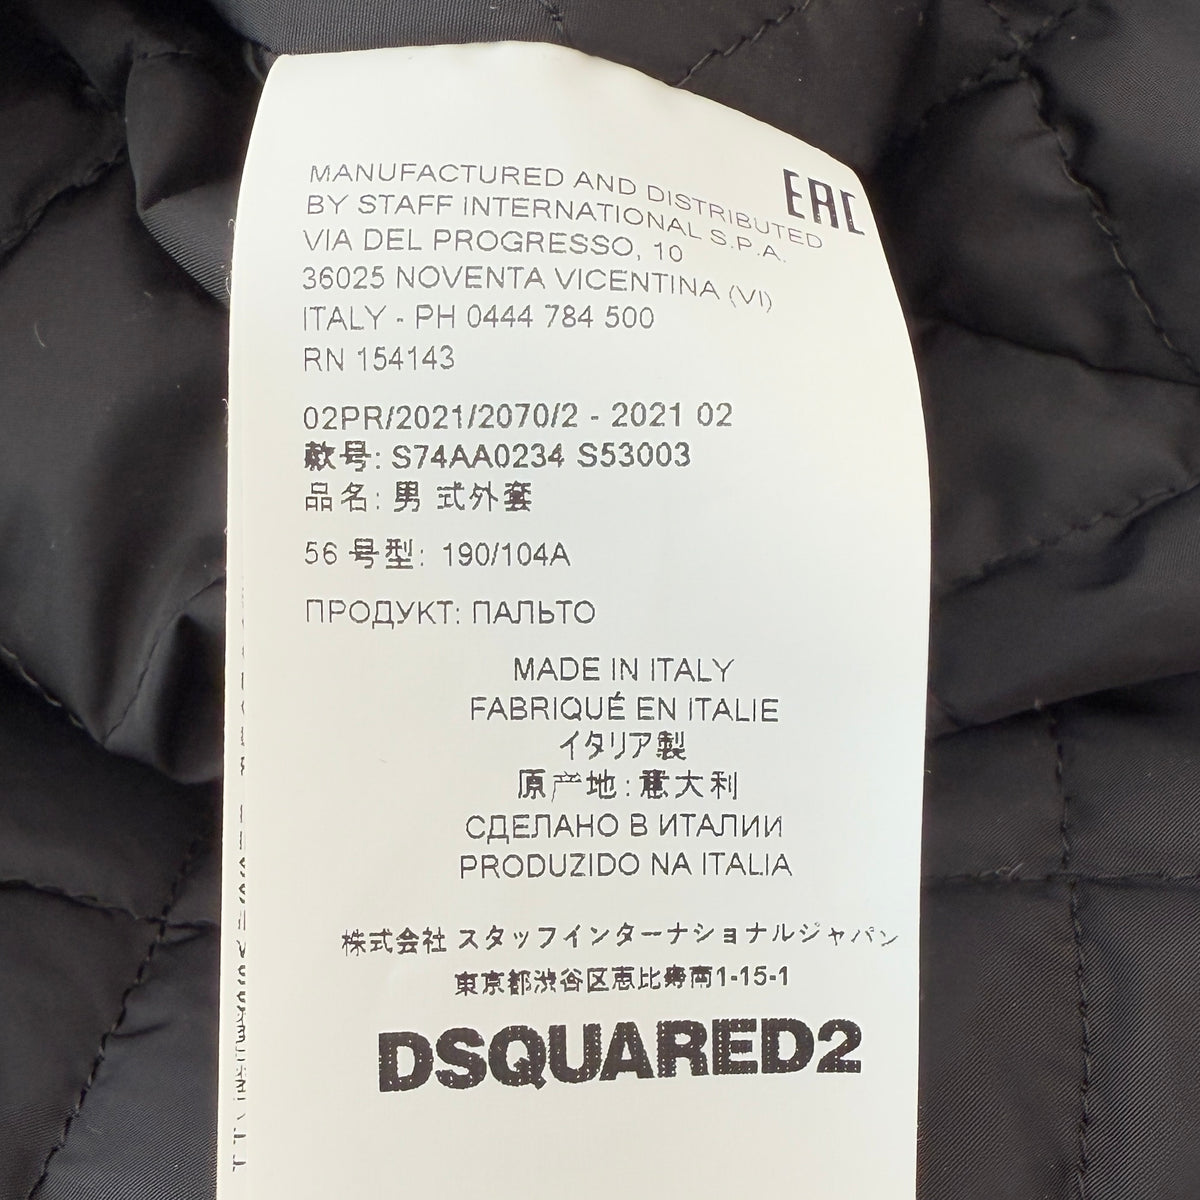 EAC
MANUFACTURED AND DISTRIBUTED
BY STAFF INTERNATIONAL S.P.A.
VIA DEL PROGRESSO, 10
36025 NOVENTA VICENTINA (VI)
ITALY - PH 0444 784 500
RN 154143
02PR/2021/2070/2 - 2021 02
款号: S74AA0234 S53003
品名: 男 式外套
56 号型: 190/104A
ПРОДУКТ: ПАЛЬТО
MADE IN ITALY
FABRIQUÉ EN ITALIE
イタリア製
原产地: 意大利
СДЕЛАНО В ИТАЛИИ
PRODUZIDO NA ITALIA
株式会社 スタッフインターナショナルジャパン
東京都渋谷区恵比寿南1-15-1
DSQUARED2